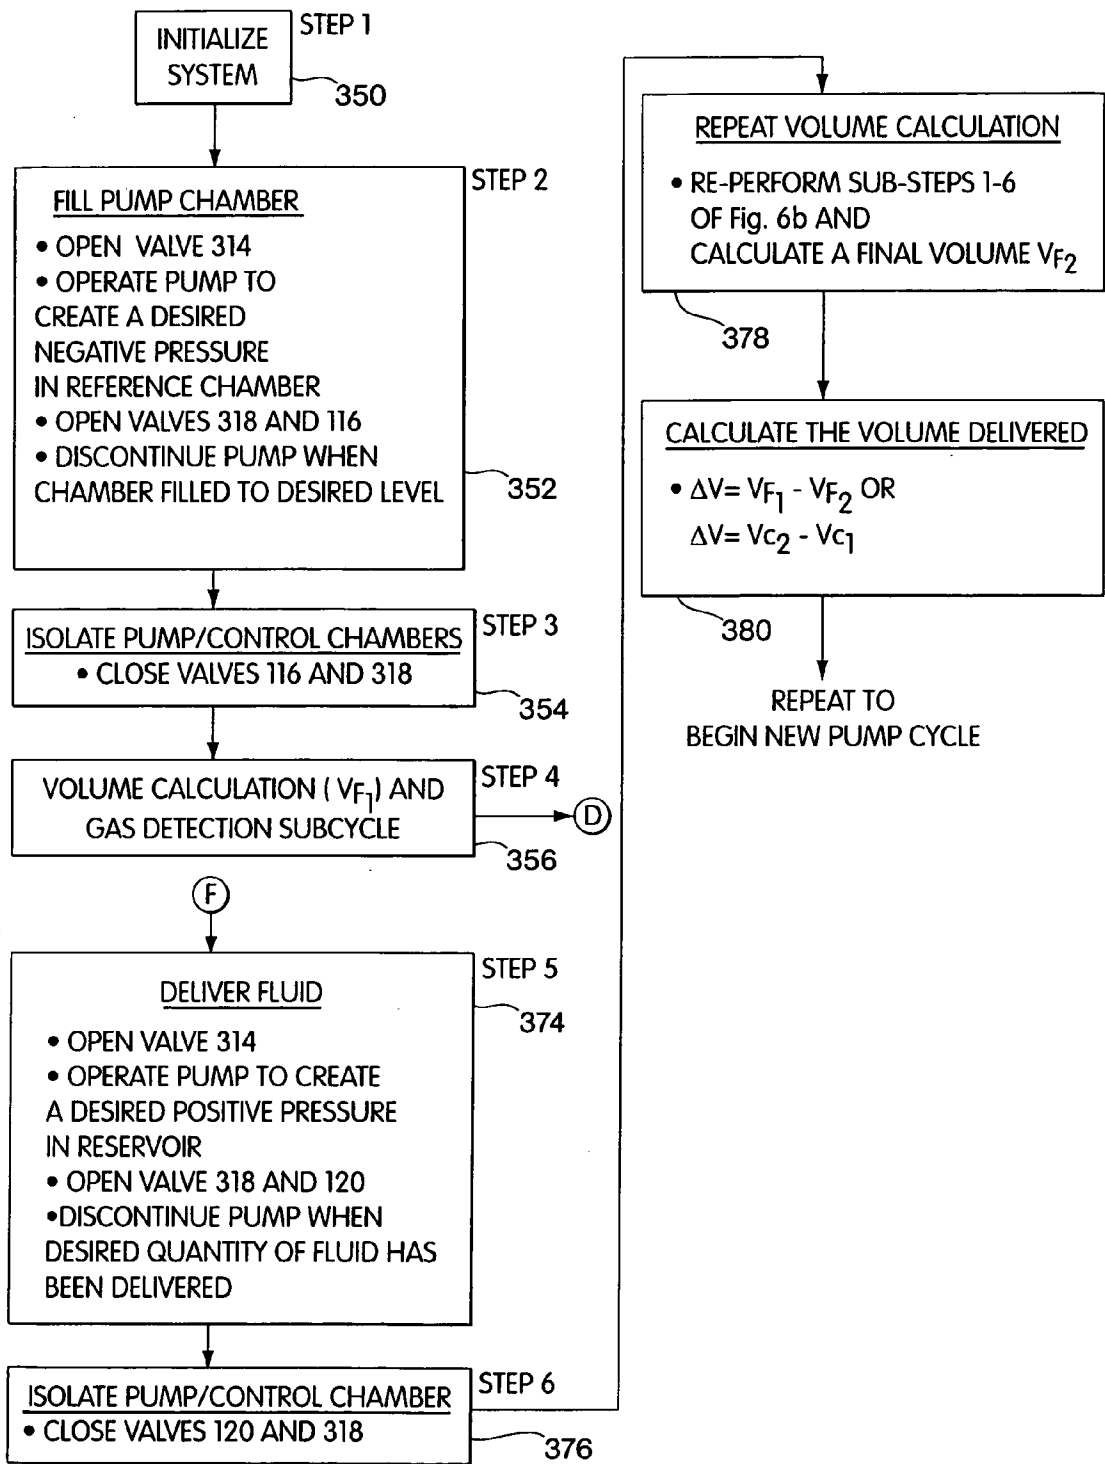 STEP 1
INITIALIZE
SYSTEM
350
STEP 2
FILL PUMP CHAMBER
• OPEN VALVE 314
• OPERATE PUMP TO
CREATE A DESIRED
NEGATIVE PRESSURE
IN REFERENCE CHAMBER
• OPEN VALVES 318 AND 116
• DISCONTINUE PUMP WHEN
CHAMBER FILLED TO DESIRED LEVEL
352
STEP 3
ISOLATE PUMP/CONTROL CHAMBERS
• CLOSE VALVES 116 AND 318
354
STEP 4
VOLUME CALCULATION ( VF1) AND
GAS DETECTION SUBCYCLE
D
356
F
STEP 5
DELIVER FLUID
374
• OPEN VALVE 314
• OPERATE PUMP TO CREATE
A DESIRED POSITIVE PRESSURE
IN RESERVOIR
• OPEN VALVE 318 AND 120
•DISCONTINUE PUMP WHEN
DESIRED QUANTITY OF FLUID HAS
BEEN DELIVERED
STEP 6
ISOLATE PUMP/CONTROL CHAMBER
• CLOSE VALVES 120 AND 318
376
REPEAT VOLUME CALCULATION
• RE-PERFORM SUB-STEPS 1-6
OF Fig. 6b AND
CALCULATE A FINAL VOLUME VF2
378
CALCULATE THE VOLUME DELIVERED
• ΔV= VF1 - VF2 OR
ΔV= Vc2 - Vc1
380
REPEAT TO
BEGIN NEW PUMP CYCLE